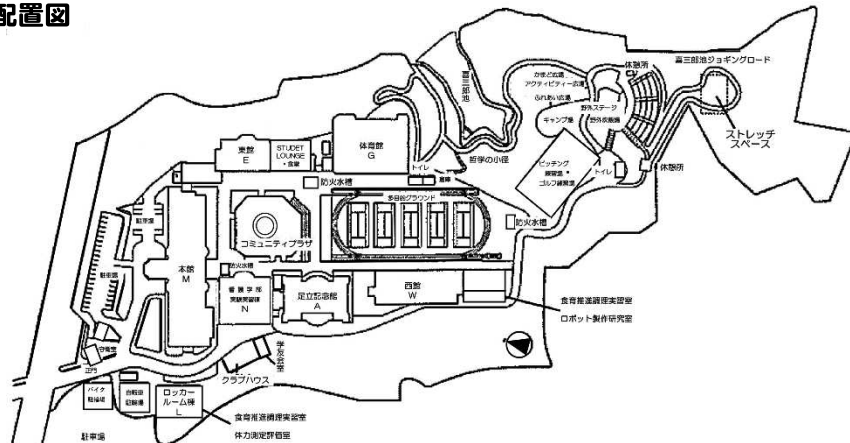 配置図
喜三郎池
かまど広場
アクティビティー広場
ふれあい広場
キャンプ場
野外ステージ
野外炊飯場
休憩所
喜三郎池ジョギングロード
ストレッチ
スペース
休憩所
トイレ
ピッチング
練習場・
ゴルフ練習場
哲学の小径
東館
E
STUDET
LOUNGE
・食堂
体育館
G
トイレ
倉庫
防火水槽
多目的グラウンド
防火水槽
駐車場
コミュニティプラザ
本館
M
駐車場
防火水槽
看護学部
実験実習棟
N
足立記念館
A
西館
W
食育推進調理実習室
ロボット製作研究室
守衛室
正門
学友会室
クラブハウス
バイク
駐輪場
自転車
駐輪場
ロッカー
ルーム棟
L
食育推進調理実習室
体力測定評価室
駐車場